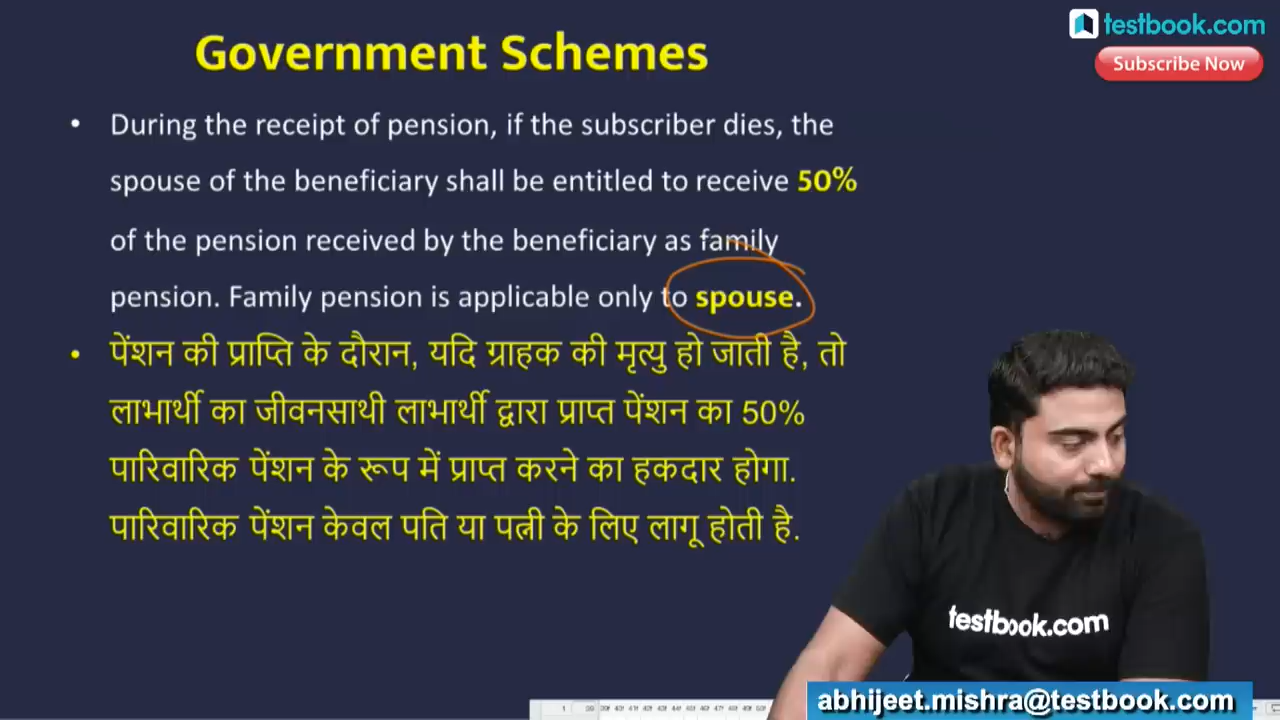 testbook.com
Government Schemes
Subscribe Now
• During the receipt of pension, if the subscriber dies, the
spouse of the beneficiary shall be entitled to receive 50%
of the pension received by the beneficiary as family
pension. Family pension is applicable only to spouse.
• पेंशन की प्राप्ति के दौरान, यदि ग्राहक की मृत्यु हो जाती है, तो
लाभार्थी का जीवनसाथी लाभार्थी द्वारा प्राप्त पेंशन का 50%
पारिवारिक पेंशन के रूप में प्राप्त करने का हकदार होगा.
पारिवारिक पेंशन केवल पति या पत्नी के लिए लागू होती है.
testbook.com
abhijeet.mishra@testbook.com